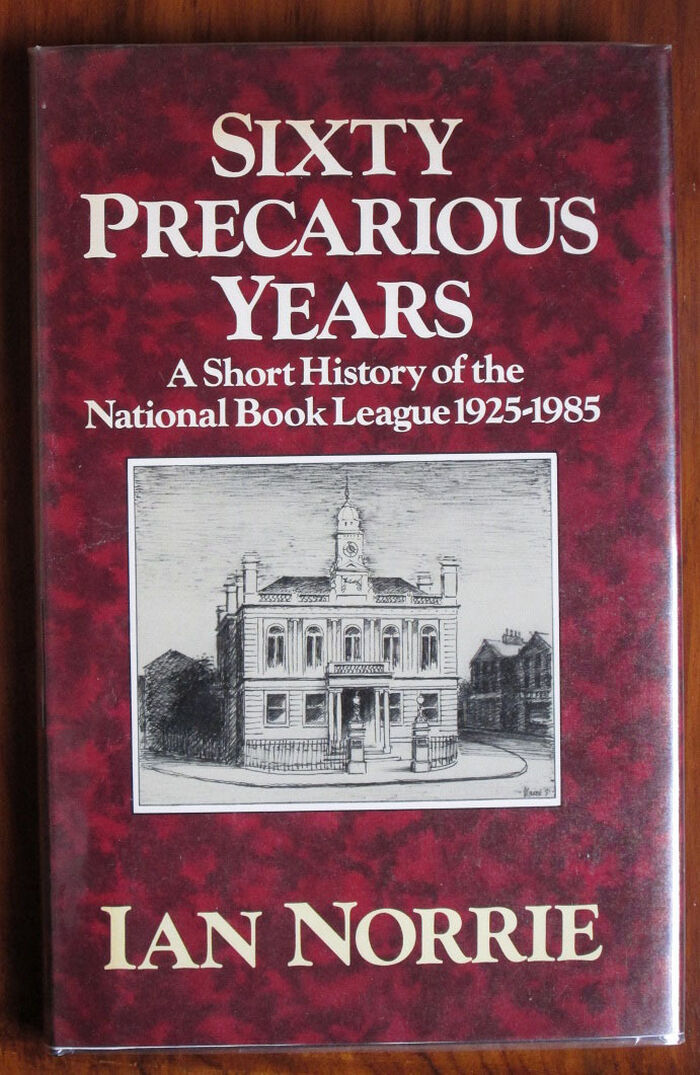 SIXTY
PRECARIOUS
YEARS
A Short History of the
National Book League 1925-1985
IAN NORRIE